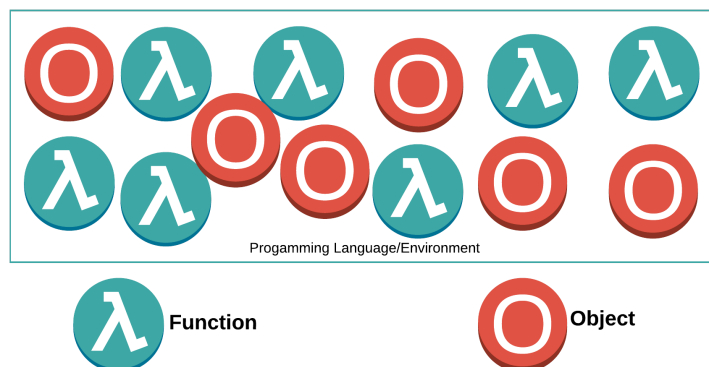 O λ λ O λ λ
O O
λ λ λ O O
Progamming Language/Environment
λ Function O Object